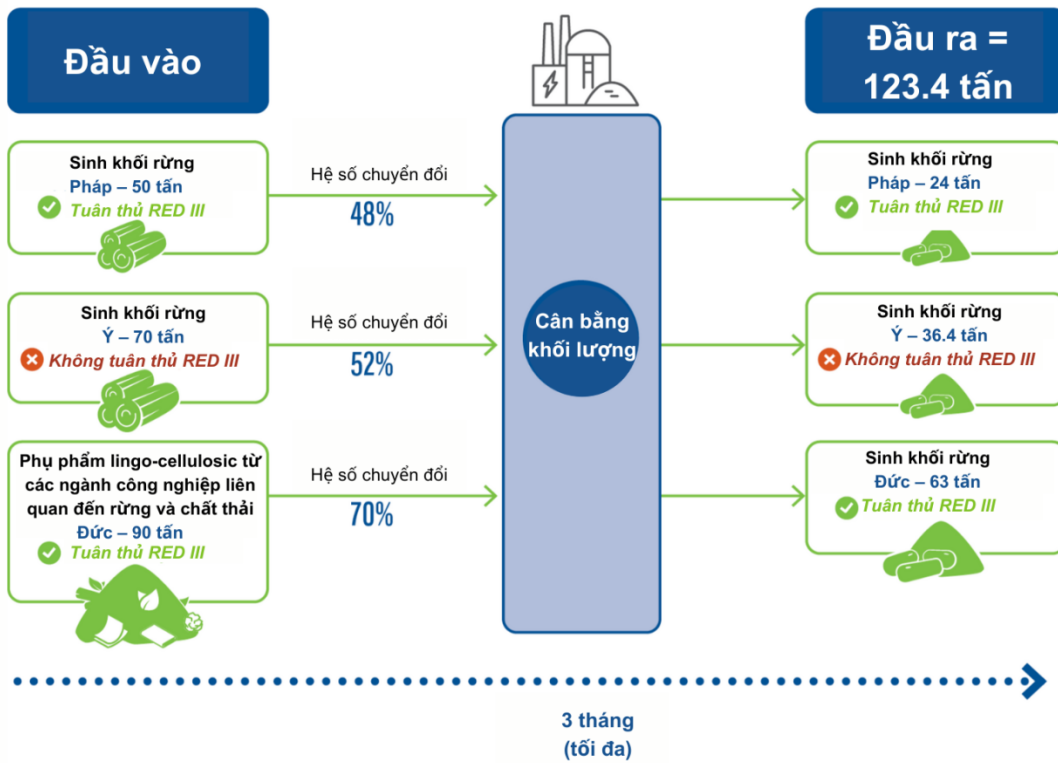 Đầu vào
Đầu ra =
123.4 tấn
Sinh khối rừng
Pháp – 50 tấn
Tuân thủ RED III
Hệ số chuyển đổi
48%
Sinh khối rừng
Pháp – 24 tấn
Tuân thủ RED III
Sinh khối rừng
Ý – 70 tấn
Không tuân thủ RED III
Hệ số chuyển đổi
52%
Cân bằng
khối lượng
Sinh khối rừng
Ý – 36.4 tấn
Không tuân thủ RED III
Phụ phẩm lingo-cellulosic từ
các ngành công nghiệp liên
quan đến rừng và chất thải
Đức – 90 tấn
Tuân thủ RED III
Hệ số chuyển đổi
70%
Sinh khối rừng
Đức – 63 tấn
Tuân thủ RED III
3 tháng
(tối đa)